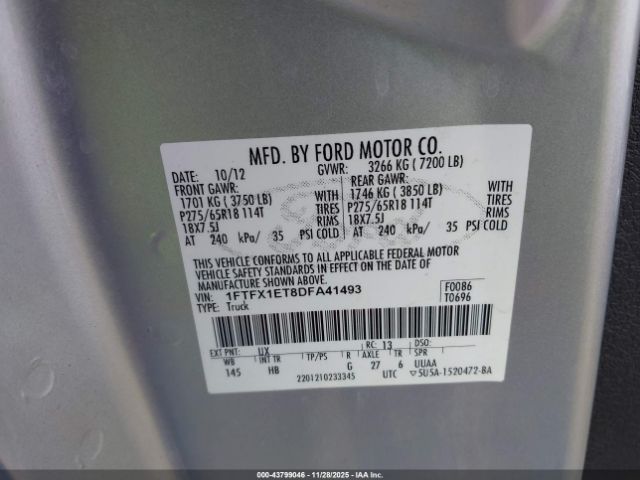 MFD. BY FORD MOTOR CO.
DATE: 10/12 GVWR: 3266 KG ( 7200 LB)
FRONT GAWR: REAR GAWR:
1701 KG ( 3750 LB) WITH 1746 KG ( 3850 LB) WITH
P275/65R18 114T TIRES P275/65R18 114T TIRES
18X7.5J RIMS 18X7.5J RIMS
AT 240 kPa/ 35 PSI COLD AT 240 kPa/ 35 PSI COLD
THIS VEHICLE CONFORMS TO ALL APPLICABLE FEDERAL MOTOR
VEHICLE SAFETY STANDARDS IN EFFECT ON THE DATE OF
MANUFACTURE SHOWN ABOVE.
VIN: 1FTFX1ET8DFA41493 F0086
TYPE: Truck T0696
EXT PNT: UX RC: 13 DSO:
WB INT TR TP/PS R AXLE TR SPR
145 HB G 27 6 UUAA
2201210233345 UTC ▽5U5A-1520472-BA
000-43799046 | 11/28/2025 | IAA Inc.